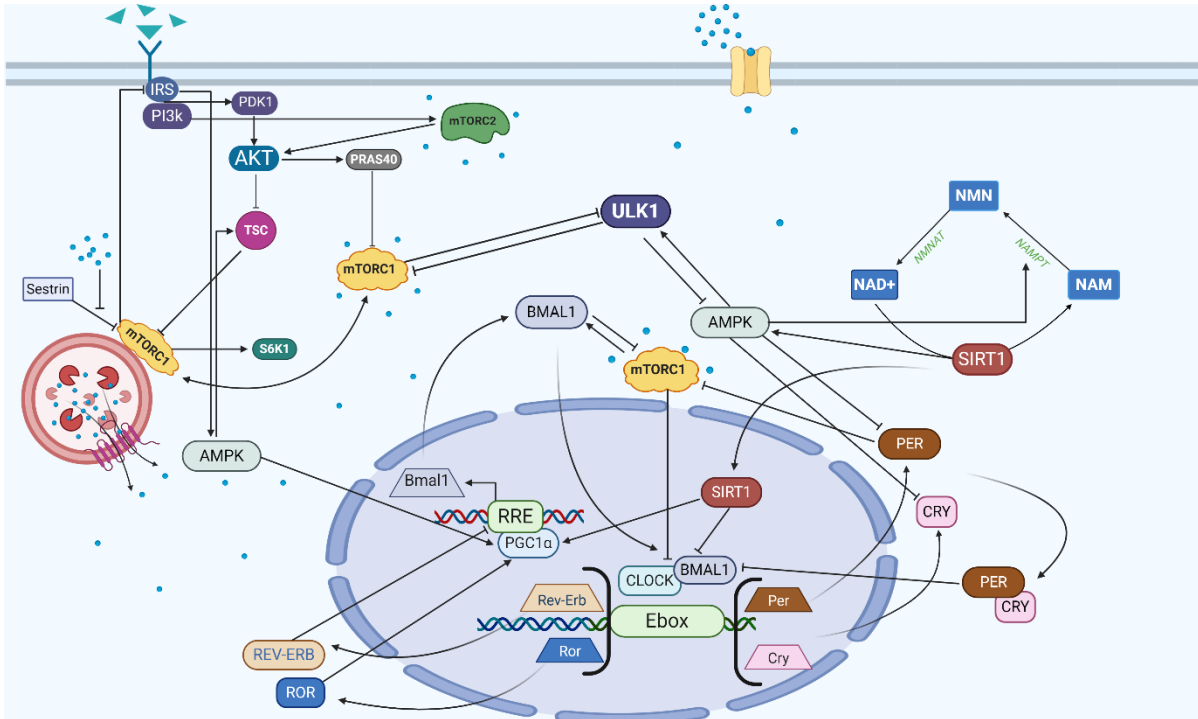 IRS
PI3k
PDK1
mTORC2
AKT
PRAS40
TSC
ULK1
NMN
NMNAT
NAMPT
NAD+
NAM
Sestrin
mTORC1
mTORC1
S6K1
BMAL1
AMPK
SIRT1
mTORC1
PER
AMPK
Bmal1
RRE
PGC1α
SIRT1
CRY
CLOCK
BMAL1
PER
CRY
Rev-Erb
Ebox
Per
Ror
Cry
REV-ERB
ROR